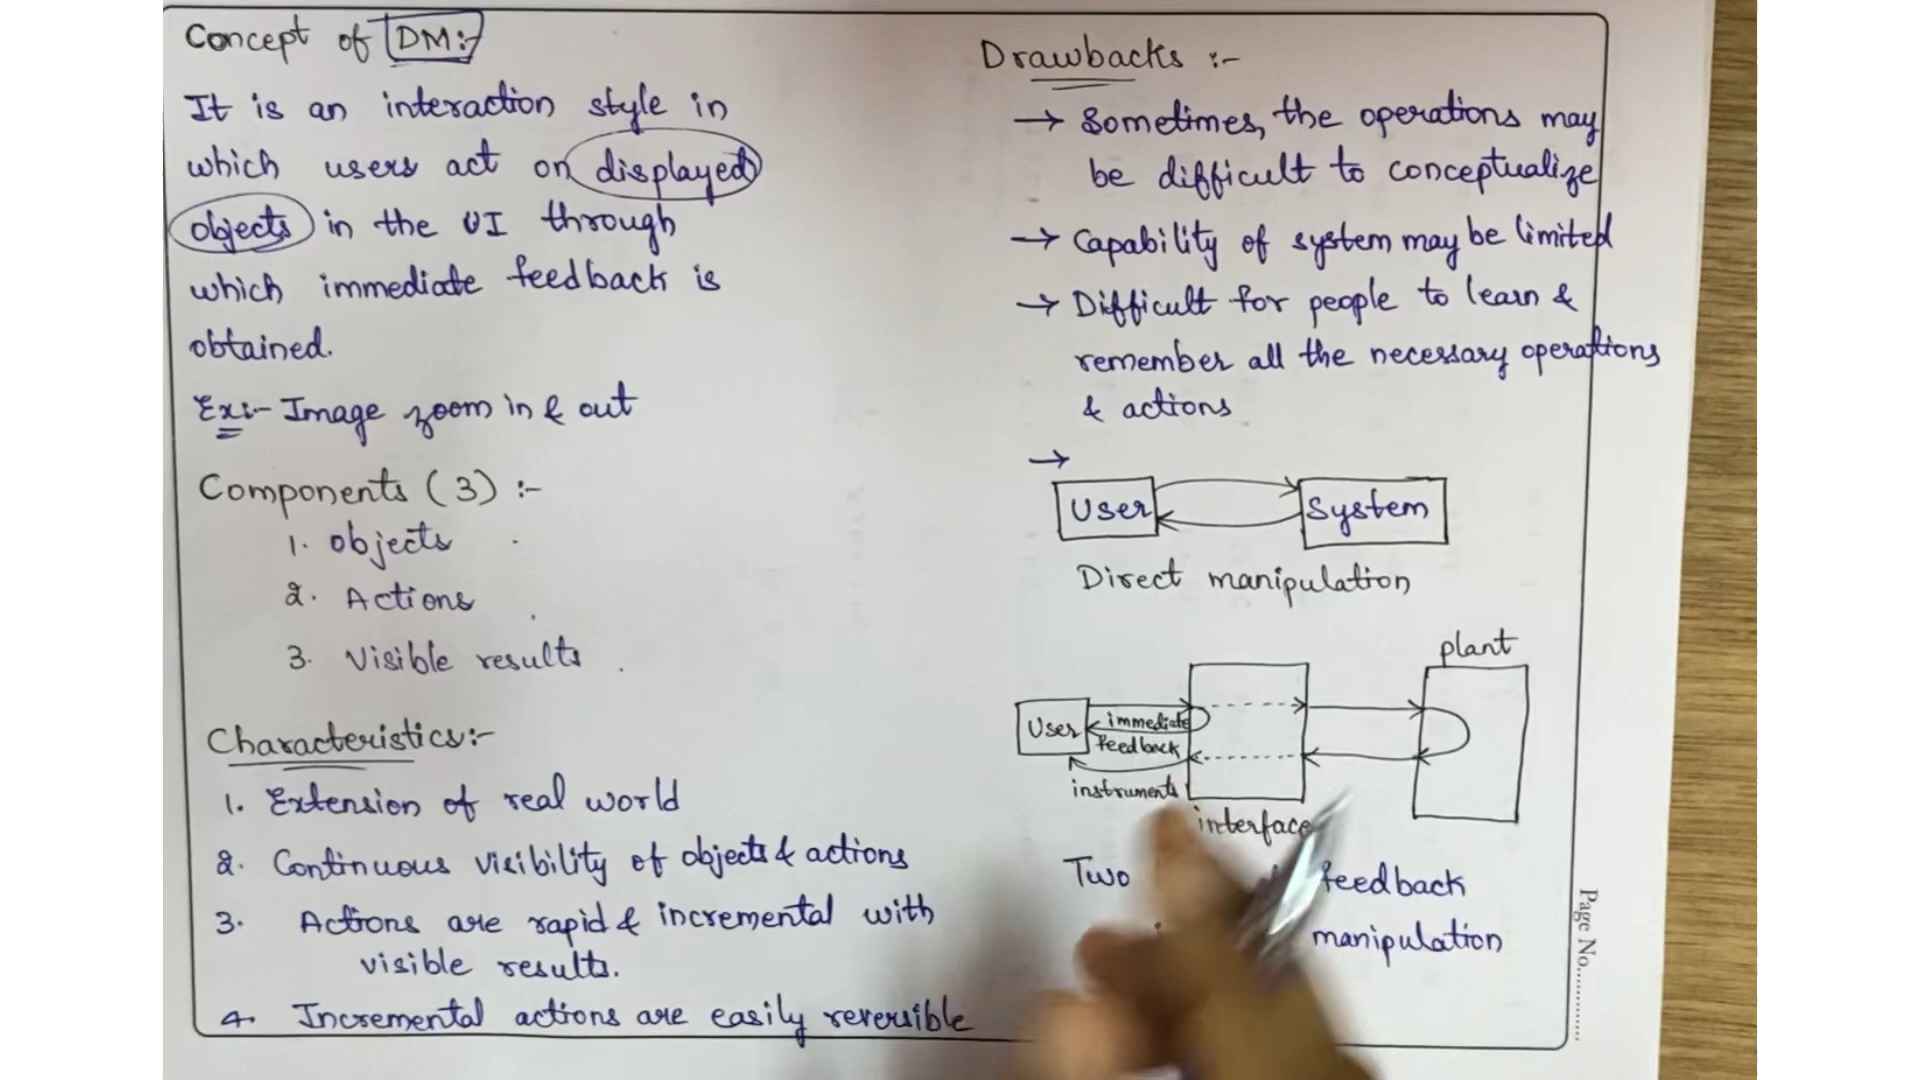 Concept of DM:-
It is an interaction style in
which users act on displayed
objects in the UI through
which immediate feedback is
obtained.
Ex:- Image zoom in & out
Components (3) :-
1. Objects
2. Actions
3. Visible results
Characteristics:-
1. Extension of real world
2. Continuous visibility of objects & actions
3. Actions are rapid & incremental with
visible results.
4. Incremental actions are easily reversible
Drawbacks :-
→ Sometimes, the operations may
be difficult to conceptualize
→ Capability of system may be limited
→ Difficult for people to learn &
remember all the necessary operations
& actions
→
User System
Direct manipulation
plant
User immediate
feedback
instruments
interface
Two feedback
manipulation
Page No.............